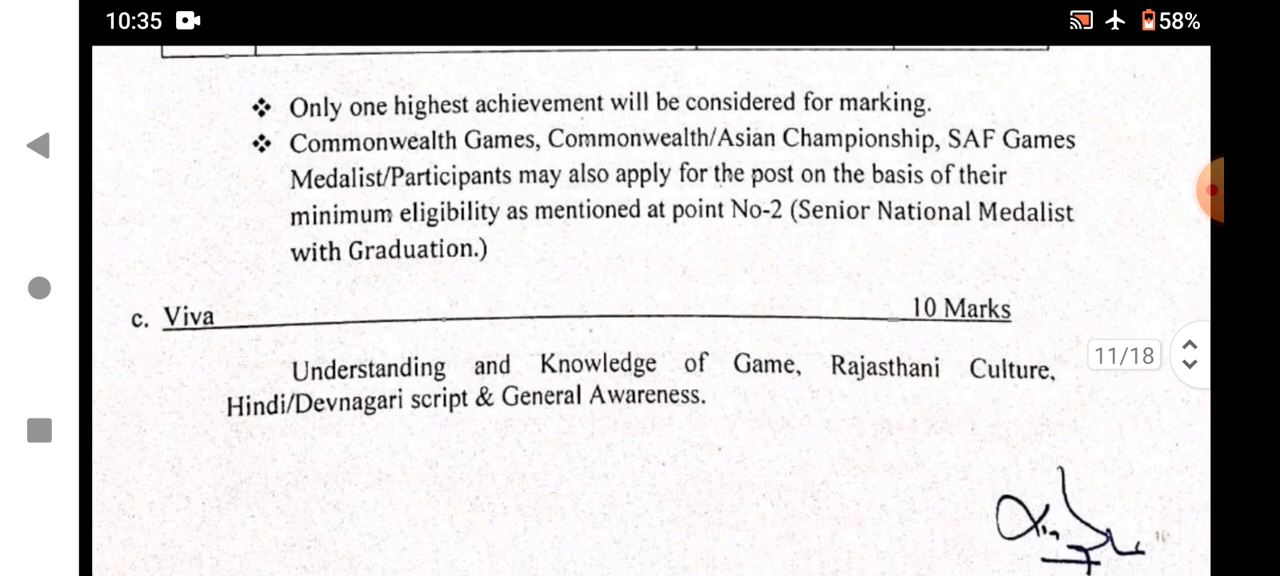 10:35
58%
❖ Only one highest achievement will be considered for marking.
❖ Commonwealth Games, Commonwealth/Asian Championship, SAF Games
Medalist/Participants may also apply for the post on the basis of their
minimum eligibility as mentioned at point No-2 (Senior National Medalist
with Graduation.)
c. Viva 10 Marks
11/18
Understanding and Knowledge of Game, Rajasthani Culture,
Hindi/Devnagari script & General Awareness.